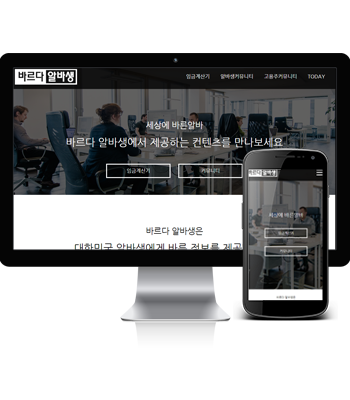 바르다 알바생
임금계산기 알바생커뮤니티 고용주커뮤니티 TODAY
세상에 바른알바
바르다 알바생에서 제공하는 컨텐츠를 만나보세요
임금계산기 커뮤니티
바르다 알바생은
대한민국 알바생에게 바른 정보를 제공
바르다 알바생
세상에 바른알바
임금계산기
커뮤니티
바르다 알바생은